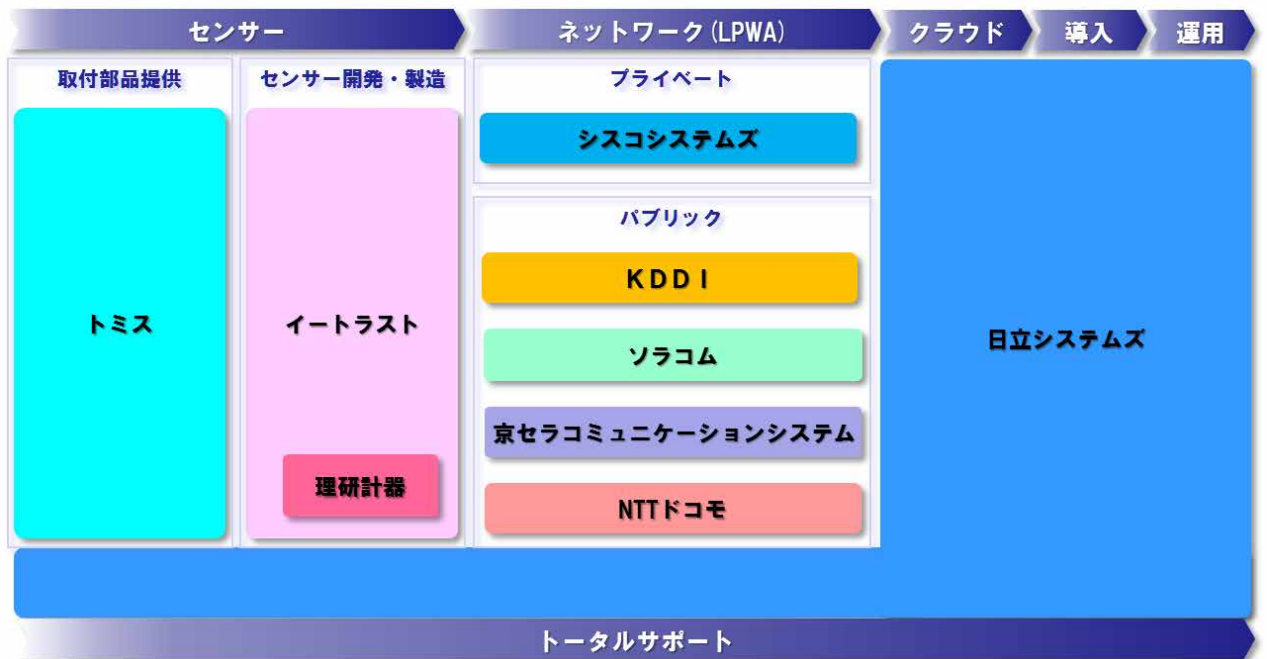 センサー
ネットワーク(LPWA)
クラウド
導入
運用
取付部品提供
センサー開発・製造
プライベート
シスコシステムズ
パブリック
KDDI
トミス
イートラスト
ソラコム
日立システムズ
京セラコミュニケーションシステム
理研計器
NTTドコモ
トータルサポート